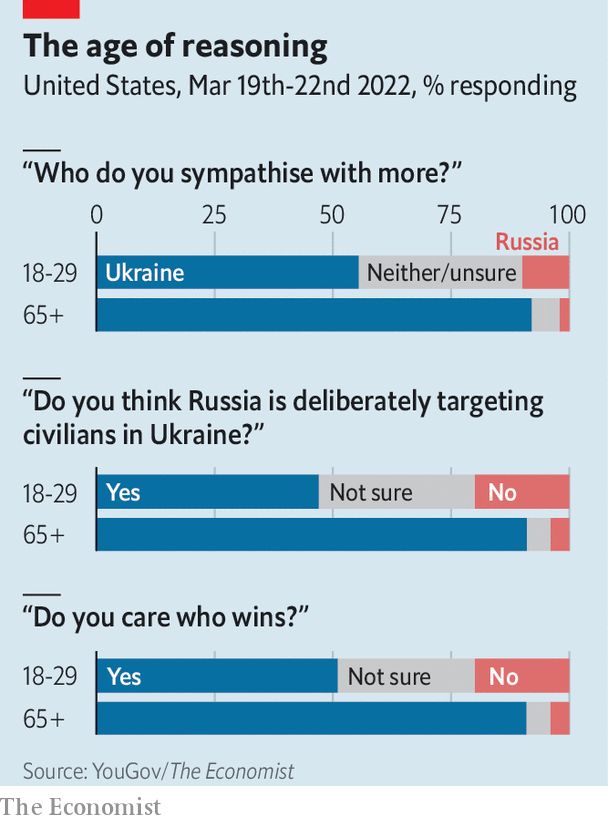 The age of reasoning
United States, Mar 19th-22nd 2022, % responding
“Who do you sympathise with more?”
0 25 50 75 100
Russia
18-29 Ukraine Neither/unsure
65+
“Do you think Russia is deliberately targeting
civilians in Ukraine?”
18-29 Yes Not sure No
65+
“Do you care who wins?”
18-29 Yes Not sure No
65+
Source: YouGov/The Economist
The Economist